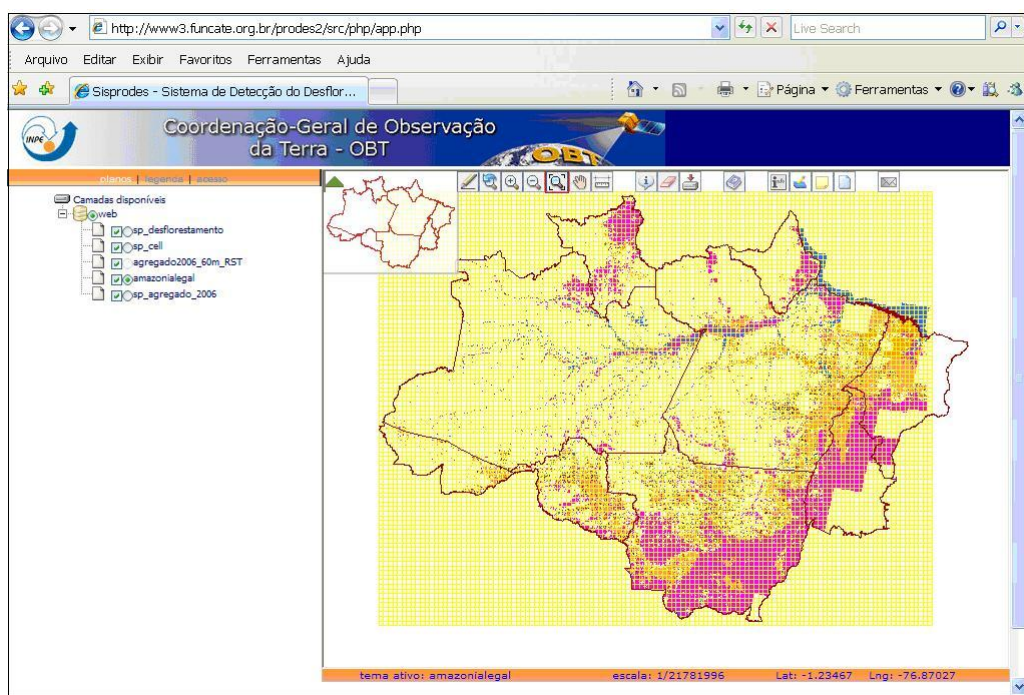 http://www3.funcate.org.br/prodes2/src/php/app.php
Live Search
Arquivo Editar Exibir Favoritos Ferramentas Ajuda
Sisprodes - Sistema de Detecção do Desflor...
Página
Ferramentas
INPE
Coordenação-Geral de Observação
da Terra - OBT
OBT
planos | legenda | acesso
Camadas disponíveis
web
sp_desflorestamento
sp_cell
agregado2006_60m_RST
amazonialegal
sp_agregado_2006
tema ativo: amazonialegal escala: 1/21781996 Lat: -1.23467 Lng: -76.87027